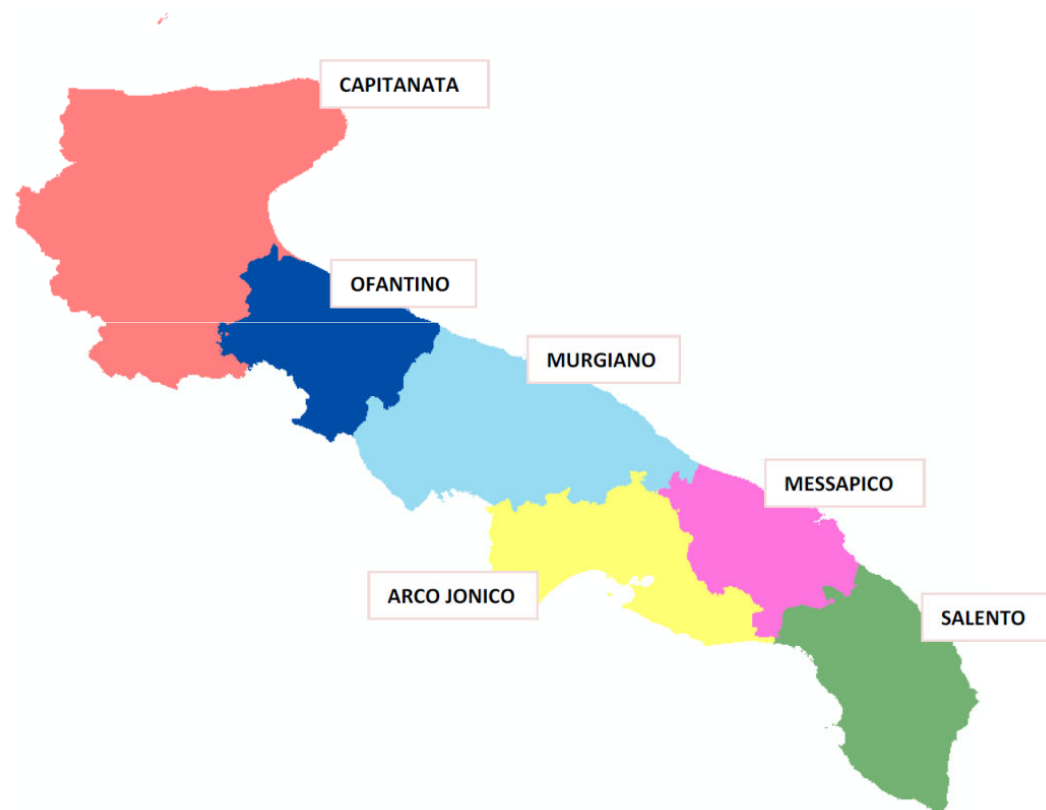 CAPITANATA
OFANTINO
MURGIANO
MESSAPICO
ARCO JONICO
SALENTO